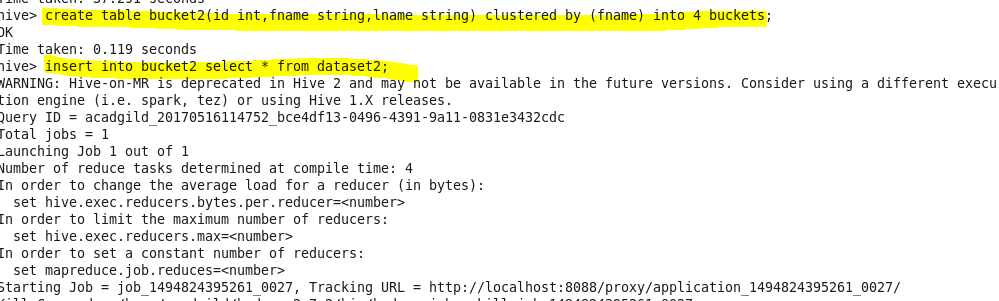 Time taken: 37.291 seconds
hive> create table bucket2(id int,fname string,lname string) clustered by (fname) into 4 buckets;
OK
Time taken: 0.119 seconds
hive> insert into bucket2 select * from dataset2;
WARNING: Hive-on-MR is deprecated in Hive 2 and may not be available in the future versions. Consider using a different execu
tion engine (i.e. spark, tez) or using Hive 1.X releases.
Query ID = acadgild_20170516114752_bce4df13-0496-4391-9a11-0831e3432cdc
Total jobs = 1
Launching Job 1 out of 1
Number of reduce tasks determined at compile time: 4
In order to change the average load for a reducer (in bytes):
set hive.exec.reducers.bytes.per.reducer=<number>
In order to limit the maximum number of reducers:
set hive.exec.reducers.max=<number>
In order to set a constant number of reducers:
set mapreduce.job.reduces=<number>
Starting Job = job_1494824395261_0027, Tracking URL = http://localhost:8088/proxy/application_1494824395261_0027/